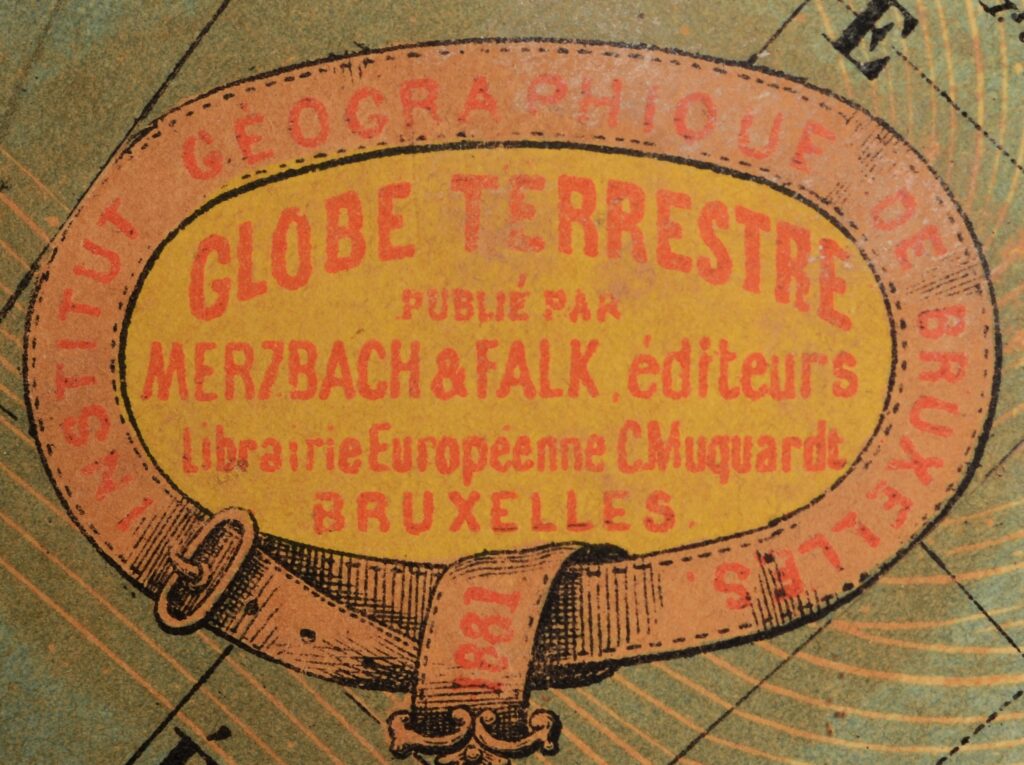 INSTITUT GÉOGRAPHIQUE DE BRUXELLES.
GLOBE TERRESTRE
PUBLIÉ PAR
MERZBACH & FALK, éditeurs
Librairie Européenne C. Muquardt
BRUXELLES.
1881
E